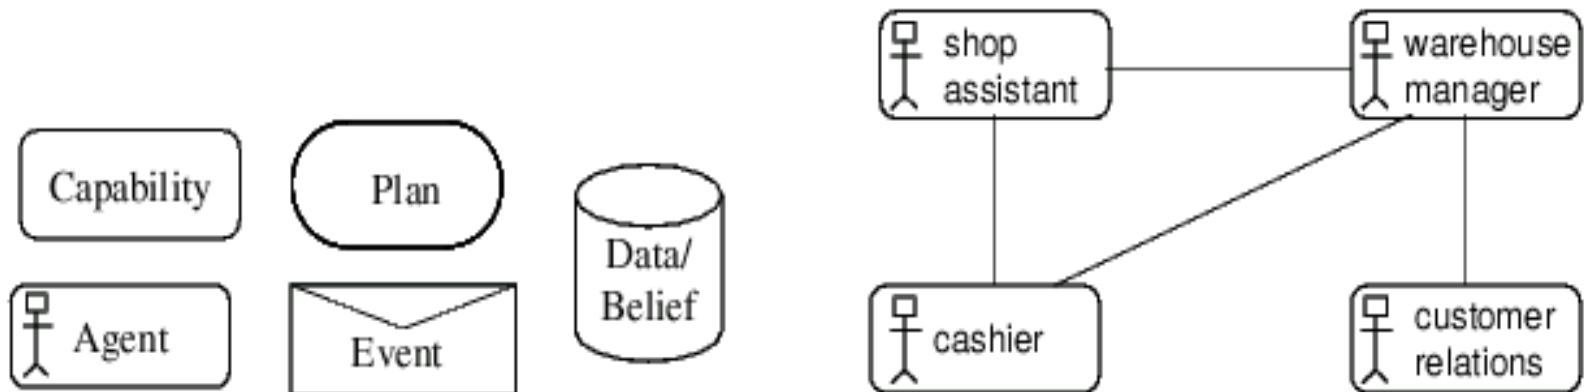 Capability
Plan
Data/
Belief
Agent
Event
shop
assistant
warehouse
manager
cashier
customer
relations